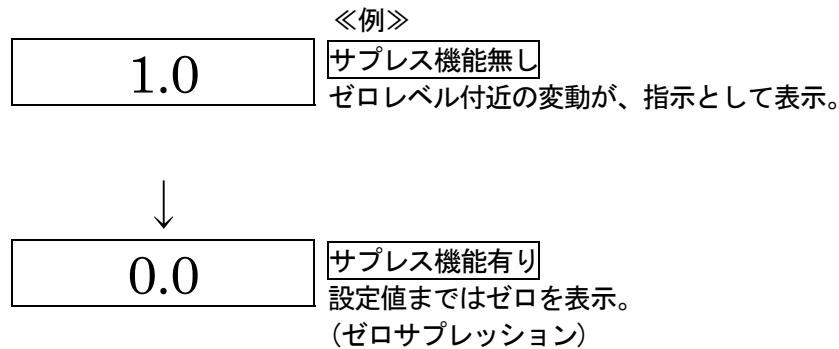 ≪例≫
1.0
サプレス機能無し
ゼロレベル付近の変動が、指示として表示。
↓
0.0
サプレス機能有り
設定値まではゼロを表示。
(ゼロサプレッション)